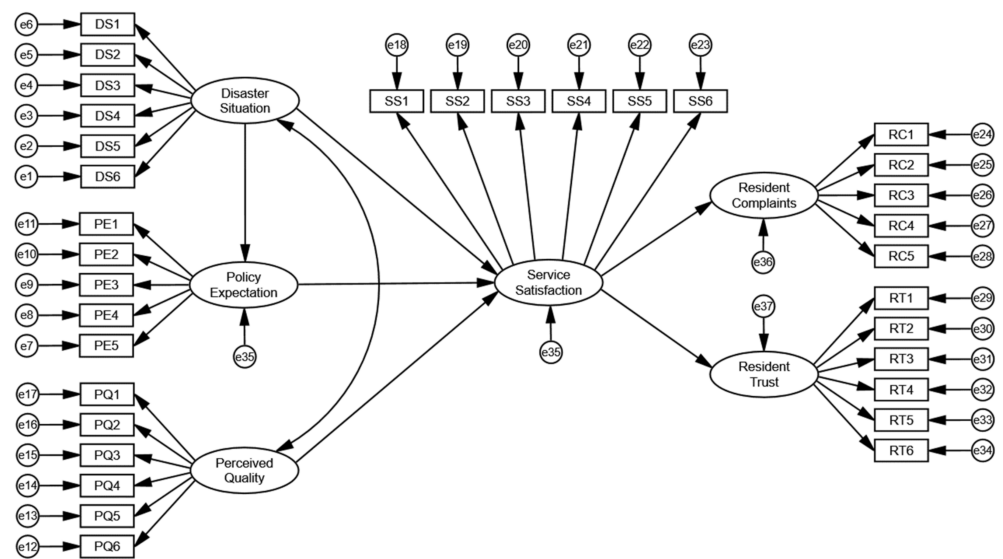 e6 DS1
e5 DS2
e4 DS3
e3 DS4
e2 DS5
e1 DS6
Disaster
Situation
e11 PE1
e10 PE2
e9 PE3
e8 PE4
e7 PE5
Policy
Expectation
e35
e17 PQ1
e16 PQ2
e15 PQ3
e14 PQ4
e13 PQ5
e12 PQ6
Perceived
Quality
e18 e19 e20 e21 e22 e23
SS1 SS2 SS3 SS4 SS5 SS6
Service
Satisfaction
e35
Resident
Complaints
e36
RC1 e24
RC2 e25
RC3 e26
RC4 e27
RC5 e28
e37
Resident
Trust
RT1 e29
RT2 e30
RT3 e31
RT4 e32
RT5 e33
RT6 e34